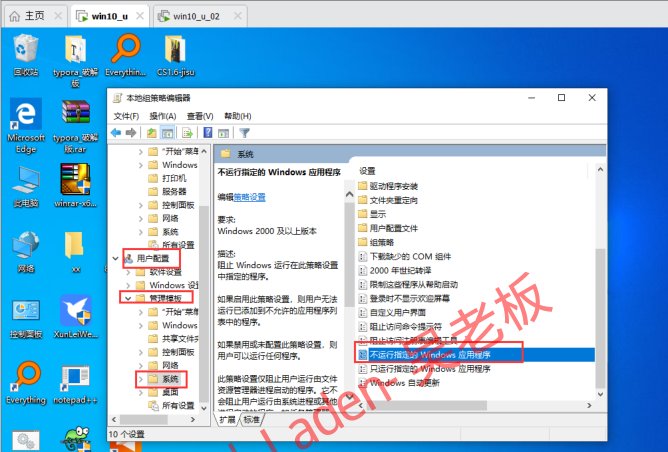 主页
win10_u
win10_u_02
回收站
typora_破解版
Everythin...
CS1.6-jisu
Microsoft Edge
typora_破解版.rar
此电脑
winrar-x6...
网络
xx
控制面板
XunLeiWe...
Everything
notepad++
本地组策略编辑器
文件(F) 操作(A) 查看(V) 帮助(H)
"开始"菜单
Windows
打印机
服务器
控制面板
网络
系统
所有设置
用户配置
软件设置
Windows 设
管理模板
"开始"菜单
Windows
共享文件夹
控制面板
网络
系统
桌面
所有设置
系统
不运行指定的 Windows 应用程序
编辑策略设置
要求:
Windows 2000 及以上版本
描述:
阻止 Windows 运行在此策略设置
中指定的程序。
如果启用此策略设置，则用户无法
运行已添加到不允许的应用程序列
表中的程序。
如果禁用或未配置此策略设置，则
用户可以运行任何程序。
此策略设置仅阻止用户运行由文件
资源管理器进程启动的程序。它不
会阻止用户运行由系统进程或其他
设置
驱动程序安装
文件夹重定向
显示
用户配置文件
组策略
下载缺少的 COM 组件
2000 年世纪转译
限制这些程序从帮助启动
登录时不显示欢迎屏幕
自定义用户界面
阻止访问命令提示符
阻止访问注册表编辑工具
不运行指定的 Windows 应用程序
只运行指定的 Windows 应用程序
Windows 自动更新
扩展 标准
10 个设置
Laden 吴老板